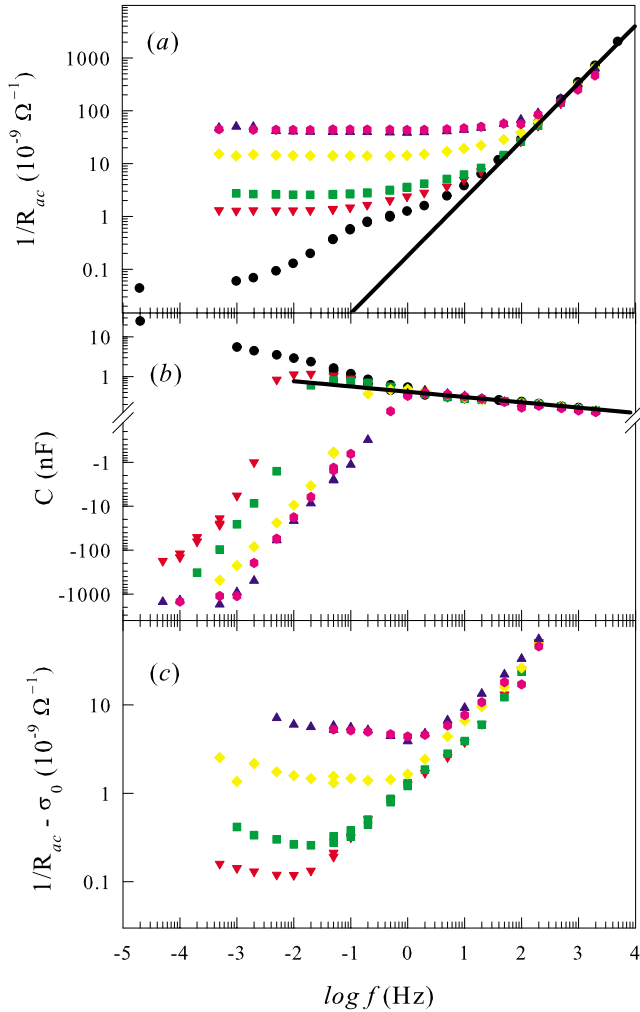 (a)
1000
100
10
1
0.1
1/R_ac (10^-9 Ω^-1)
(b)
10
1
-1
-10
-100
-1000
C (nF)
(c)
10
1
0.1
1/R_ac - σ_0 (10^-9 Ω^-1)
-5 -4 -3 -2 -1 0 1 2 3 4
log f (Hz)